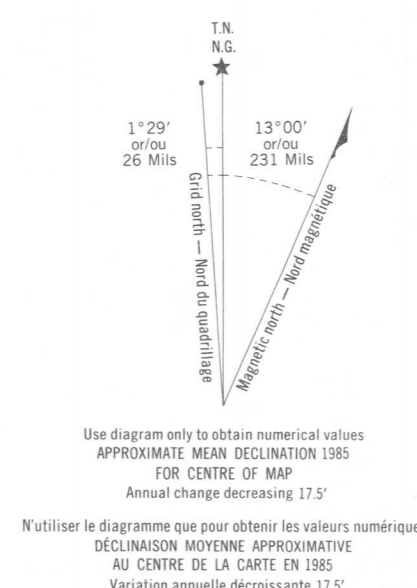 T.N.
N.G.
1°29'
or/ou
26 Mils
13°00'
or/ou
231 Mils
Grid north — Nord du quadrillage
Magnetic north — Nord magnétique
Use diagram only to obtain numerical values
APPROXIMATE MEAN DECLINATION 1985
FOR CENTRE OF MAP
Annual change decreasing 17.5'
N'utiliser le diagramme que pour obtenir les valeurs numérique
DÉCLINAISON MOYENNE APPROXIMATIVE
AU CENTRE DE LA CARTE EN 1985
Variation annuelle décroissante 17.5'